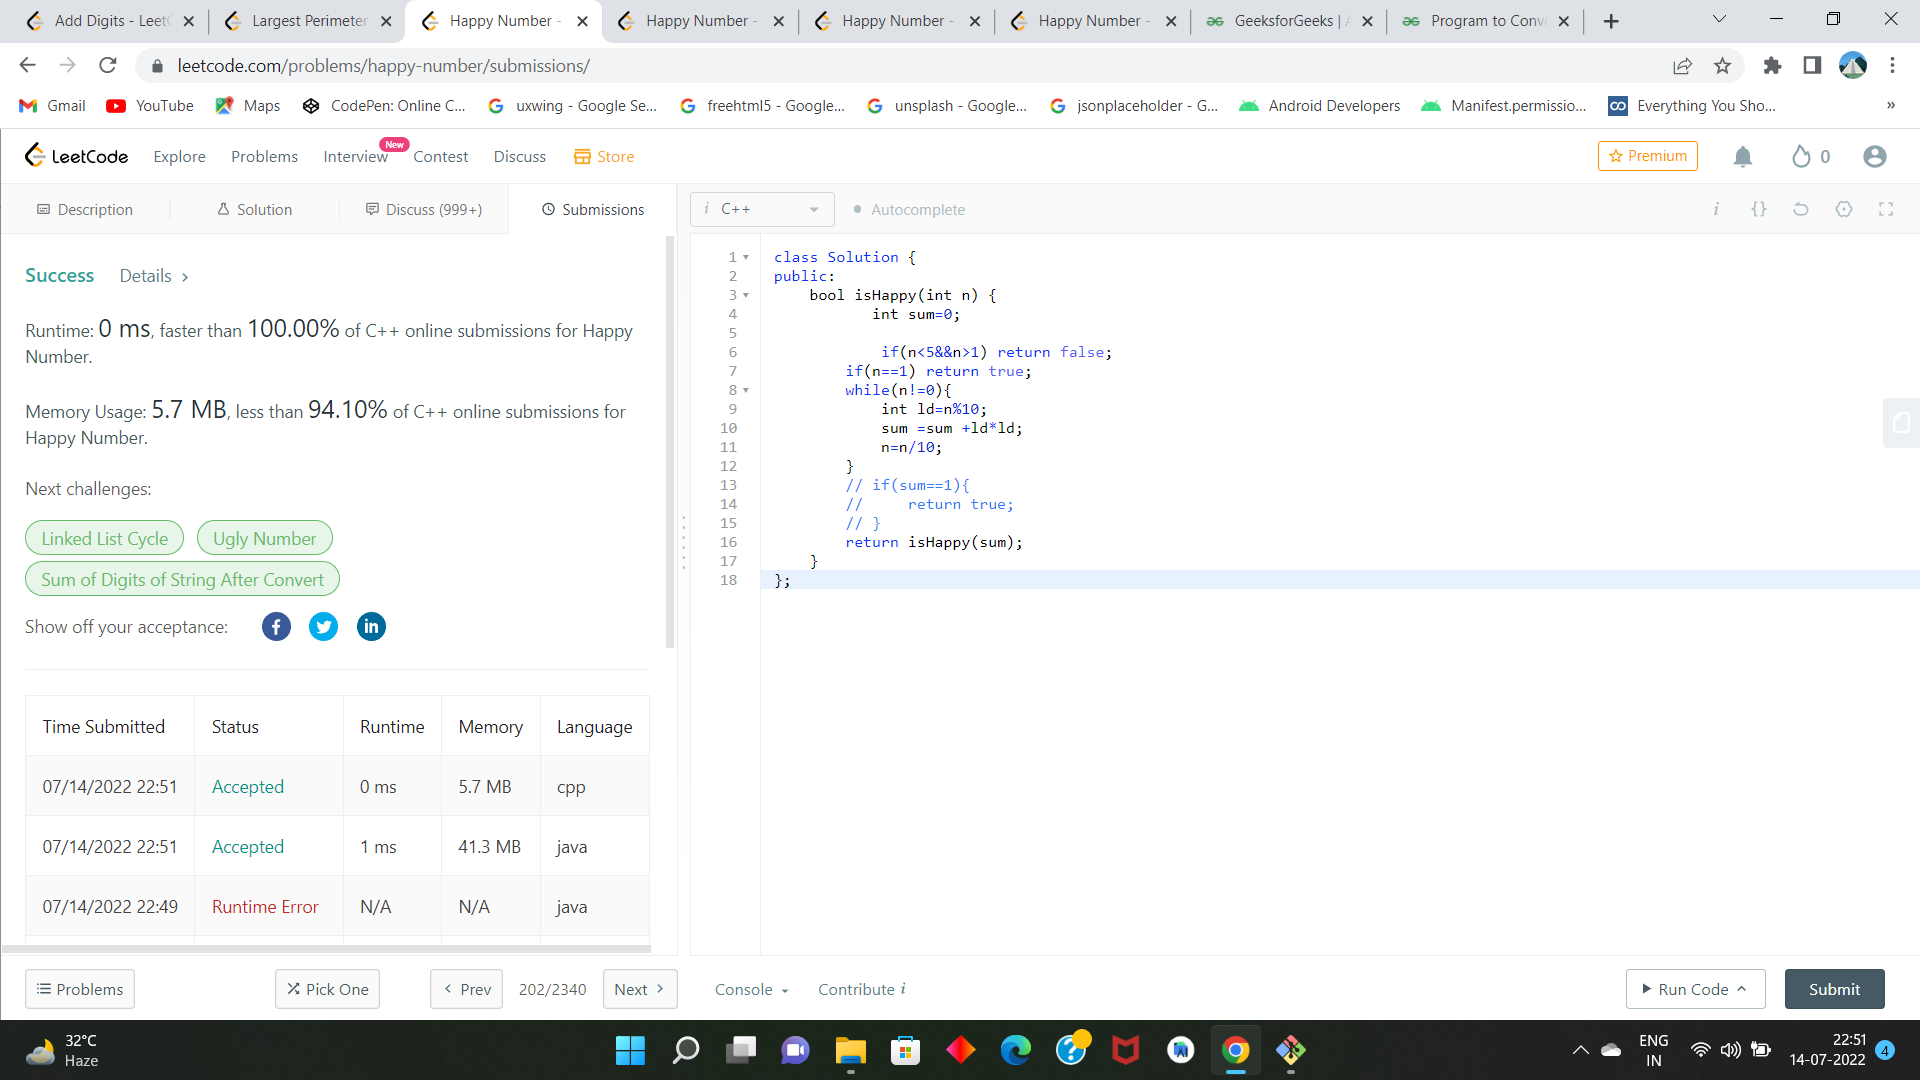 Add Digits - LeetC
Largest Perimeter
Happy Number -
Happy Number -
Happy Number -
Happy Number -
GeeksforGeeks | A
Program to Conv
leetcode.com/problems/happy-number/submissions/
Gmail
YouTube
Maps
CodePen: Online C...
uxwing - Google Se...
freehtml5 - Google...
unsplash - Google...
jsonplaceholder - G...
Android Developers
Manifest.permissio...
Everything You Sho...
»
LeetCode
Explore
Problems
Interview
New
Contest
Discuss
Store
Premium
0
Description
Solution
Discuss (999+)
Submissions
i C++
Autocomplete
i {}
Success
Details >
Runtime: 0 ms, faster than 100.00% of C++ online submissions for Happy
Number.
Memory Usage: 5.7 MB, less than 94.10% of C++ online submissions for
Happy Number.
Next challenges:
Linked List Cycle
Ugly Number
Sum of Digits of String After Convert
Show off your acceptance:
Time Submitted Status Runtime Memory Language
07/14/2022 22:51 Accepted 0 ms 5.7 MB cpp
07/14/2022 22:51 Accepted 1 ms 41.3 MB java
07/14/2022 22:49 Runtime Error N/A N/A java
1 class Solution {
2 public:
3 bool isHappy(int n) {
4 int sum=0;
5
6 if(n<5&&n>1) return false;
7 if(n==1) return true;
8 while(n!=0){
9 int ld=n%10;
10 sum =sum +ld*ld;
11 n=n/10;
12 }
13 // if(sum==1){
14 // return true;
15 // }
16 return isHappy(sum);
17 }
18 };
Problems
Pick One
< Prev
202/2340
Next >
Console
Contribute i
Run Code
Submit
32°C
Haze
ENG
IN
22:51
14-07-2022
4